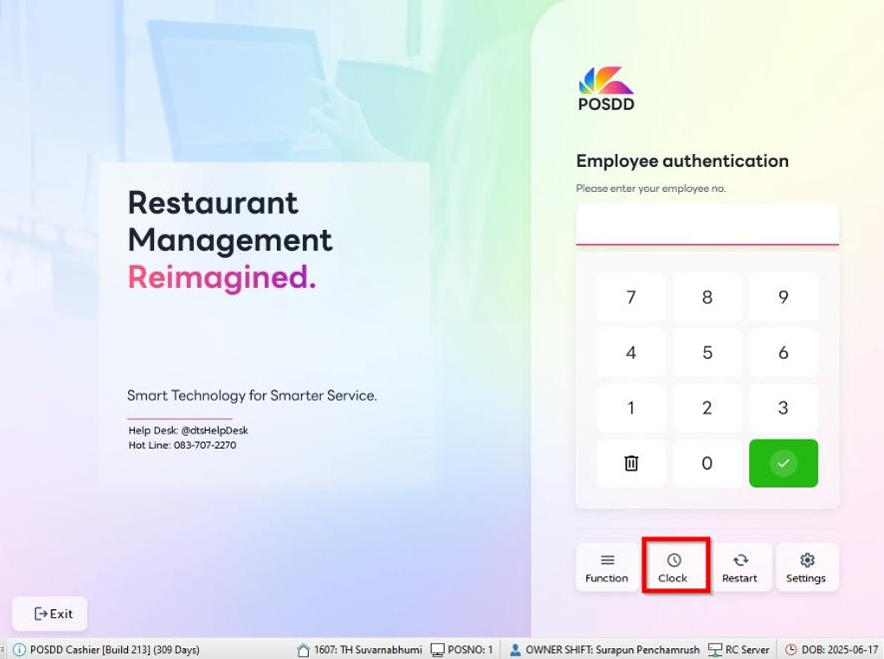 Restaurant
Management
Reimagined.
Smart Technology for Smarter Service.
Help Desk: @dtsHelpDesk
Hot Line: 083-707-2270
Exit
POSDD
Employee authentication
Please enter your employee no.
7 8 9
4 5 6
1 2 3
0
Function Clock Restart Settings
POSDD Cashier [Build 213] (309 Days) 1607: TH Suvarnabhumi POSNO: 1 OWNER SHIFT: Surapun Penchamrush RC Server DOB: 2025-06-17